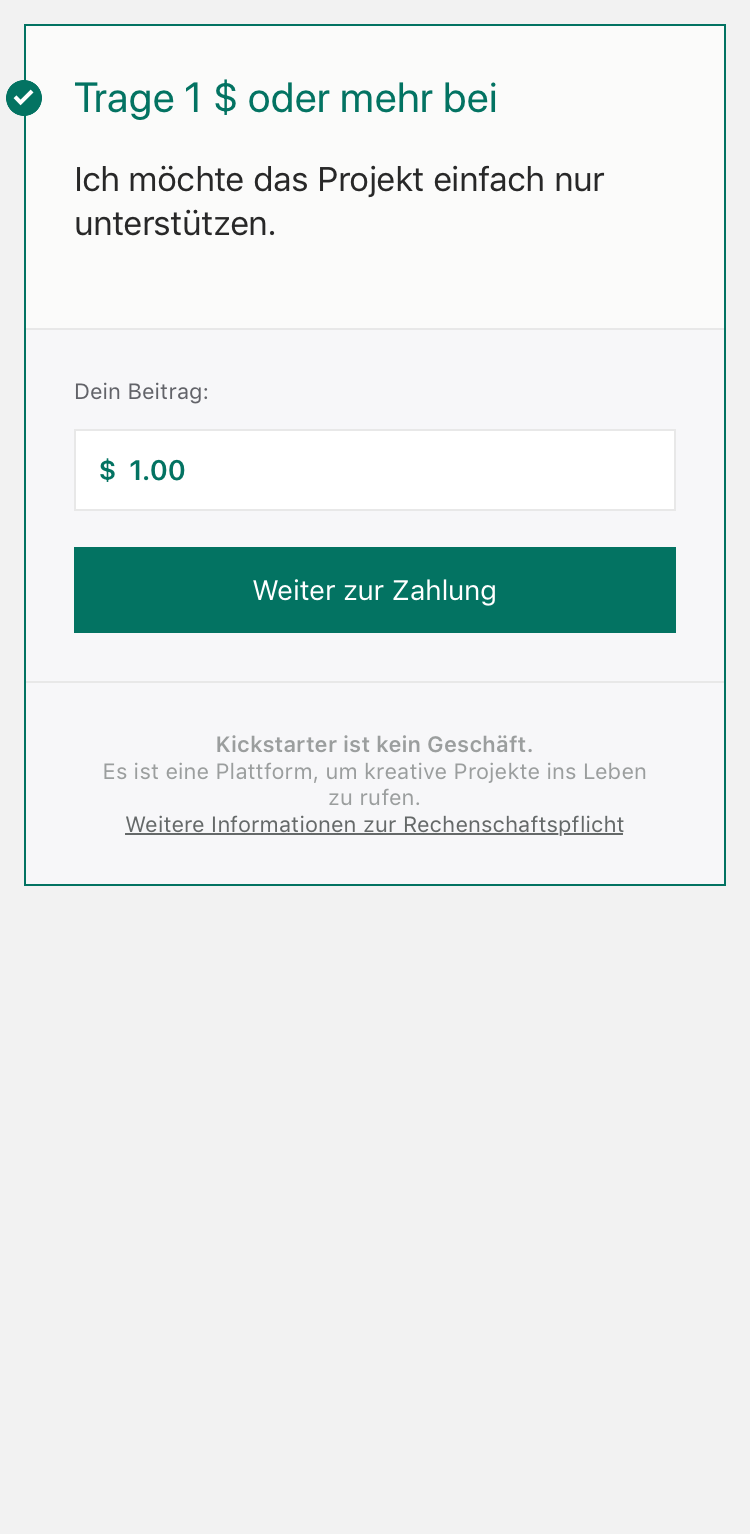 Trage 1 $ oder mehr bei
Ich möchte das Projekt einfach nur
unterstützen.
Dein Beitrag:
$ 1.00
Weiter zur Zahlung
Kickstarter ist kein Geschäft.
Es ist eine Plattform, um kreative Projekte ins Leben
zu rufen.
Weitere Informationen zur Rechenschaftspflicht